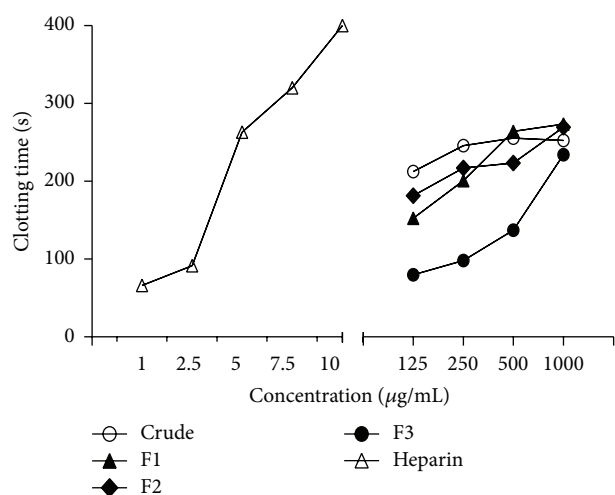 400
300
200
100
0
Clotting time (s)
1 2.5 5 7.5 10 125 250 500 1000
Concentration (μg/mL)
Crude
F1
F2
F3
Heparin